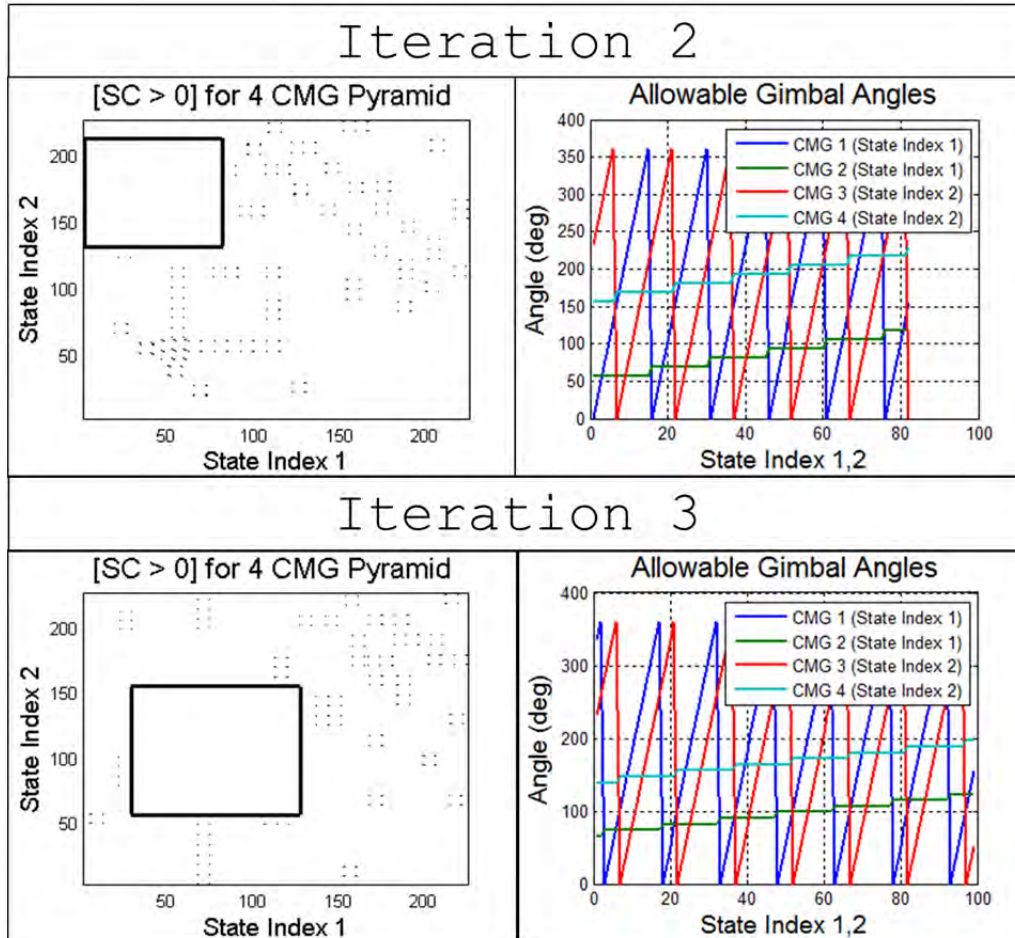 Iteration 2
[SC > 0] for 4 CMG Pyramid
State Index 2
200
150
100
50
50 100 150 200
State Index 1
Allowable Gimbal Angles
Angle (deg)
400
350
300
250
200
150
100
50
0
CMG 1 (State Index 1)
CMG 2 (State Index 1)
CMG 3 (State Index 2)
CMG 4 (State Index 2)
0 20 40 60 80 100
State Index 1,2
Iteration 3
[SC > 0] for 4 CMG Pyramid
State Index 2
200
150
100
50
50 100 150 200
State Index 1
Allowable Gimbal Angles
Angle (deg)
400
300
200
100
0
CMG 1 (State Index 1)
CMG 2 (State Index 1)
CMG 3 (State Index 2)
CMG 4 (State Index 2)
0 20 40 60 80 100
State Index 1,2